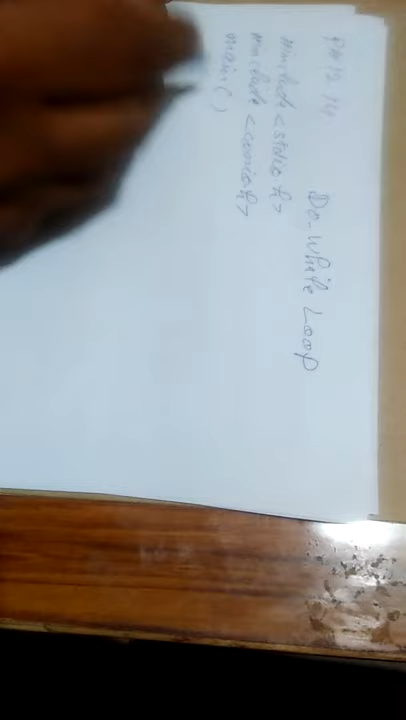 Do-while Loop
#include <stdio.h>
#include <conio.h>
main()